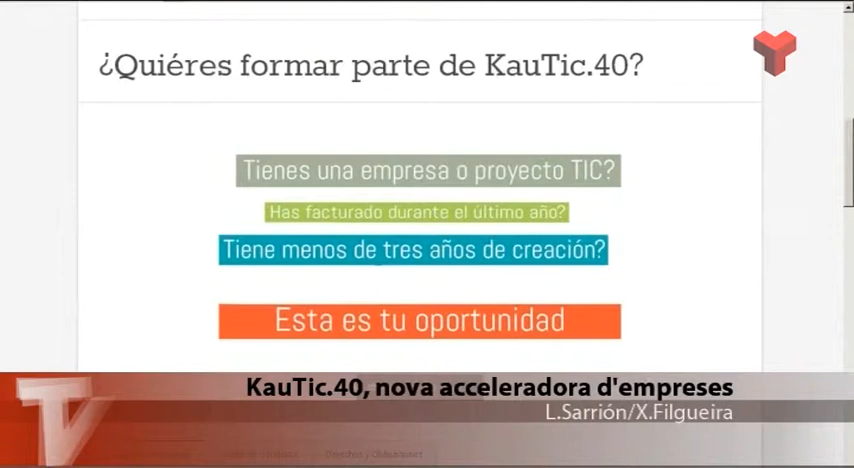 ¿Quiéres formar parte de KauTic.40?
Tienes una empresa o proyecto TIC?
Has facturado durante el último año?
Tiene menos de tres años de creación?
Esta es tu oportunidad
KauTic.40, nova acceleradora d'empreses
L.Sarrión/X.Filgueira
TV